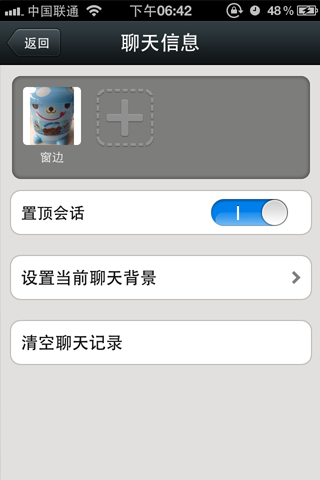 中国联通 下午06:42 48%
返回 聊天信息
窗边
置顶会话
设置当前聊天背景
清空聊天记录